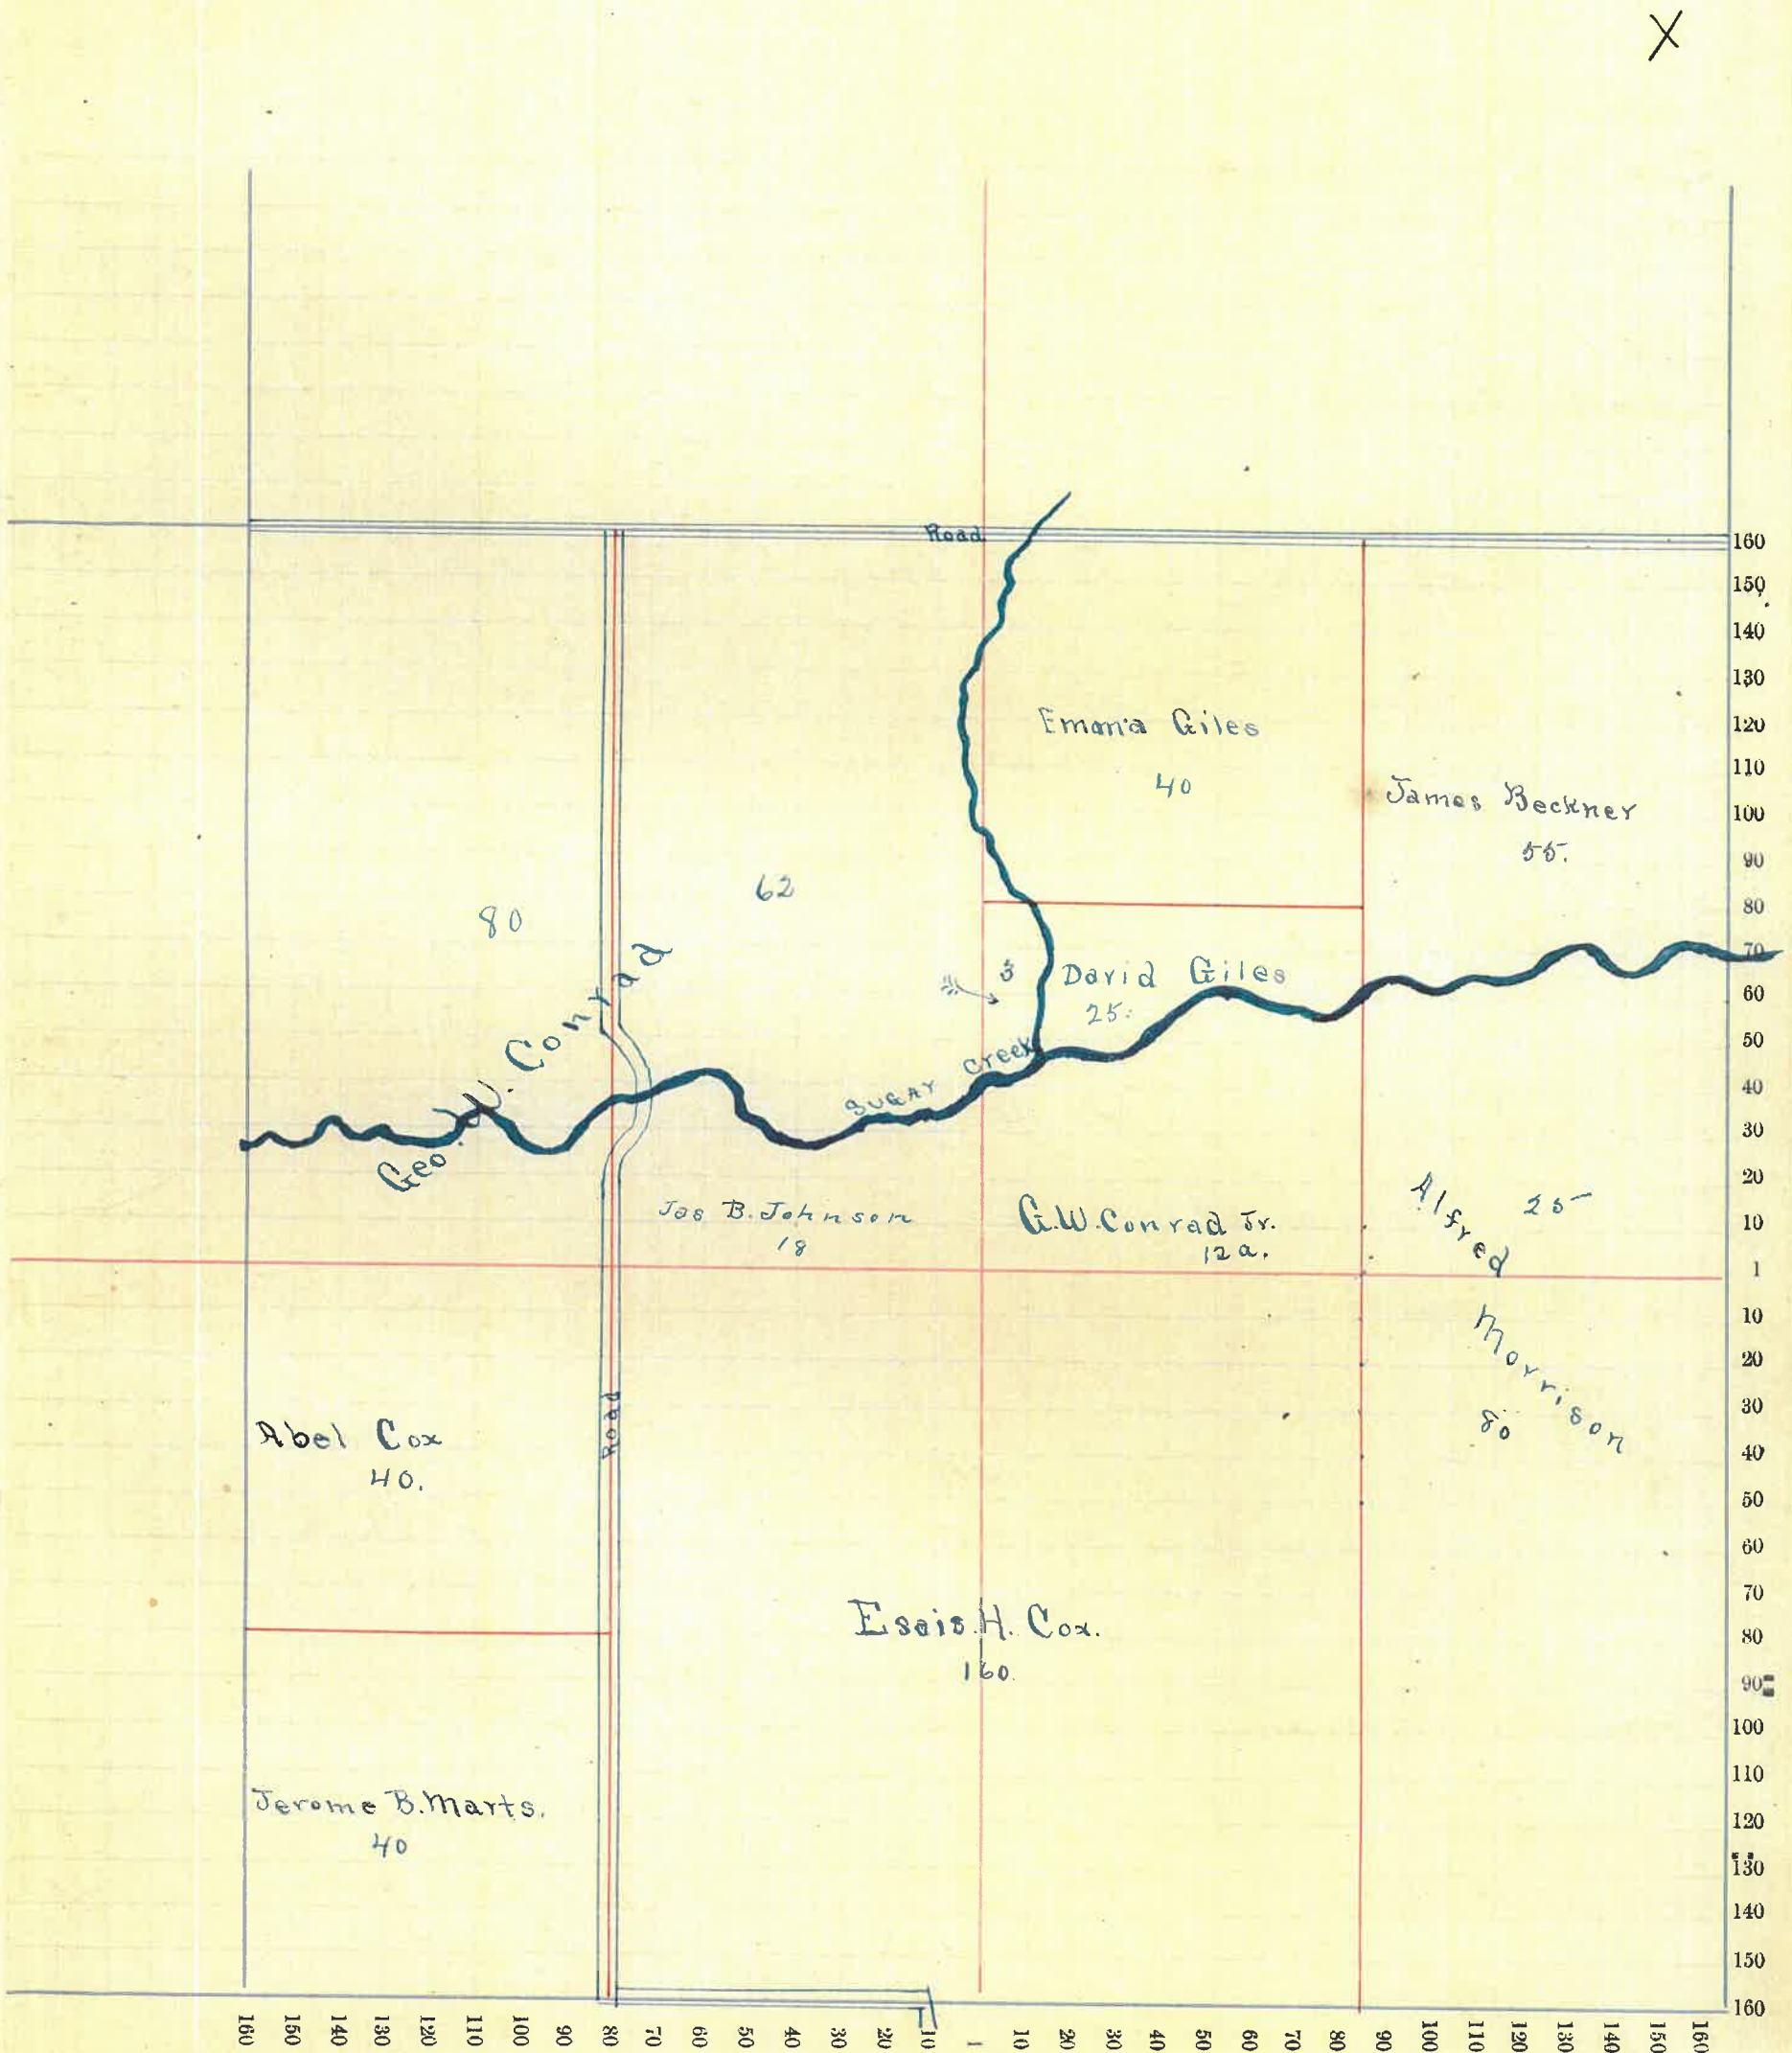 X
Road
Emma Giles
40
James Beckner
55.
62
80
3
David Giles
25.
Geo. W. Conrad
Sugar Creek
Jas B. Johnson
18
G.W. Conrad Jr.
12 a.
Alfred Morrison
25
80
Road
Abel Cox
40.
Esais. H. Cox.
160.
Jerome B. Marts.
40
160
150
140
130
120
110
100
90
80
70
60
50
40
30
20
10
1
10
20
30
40
50
60
70
80
90
100
110
120
130
140
150
160
160 150 140 130 120 100 90 80 70 60 50 40 30 20 10 1 10 20 30 40 50 60 70 80 90 100 110 120 130 140 150 160